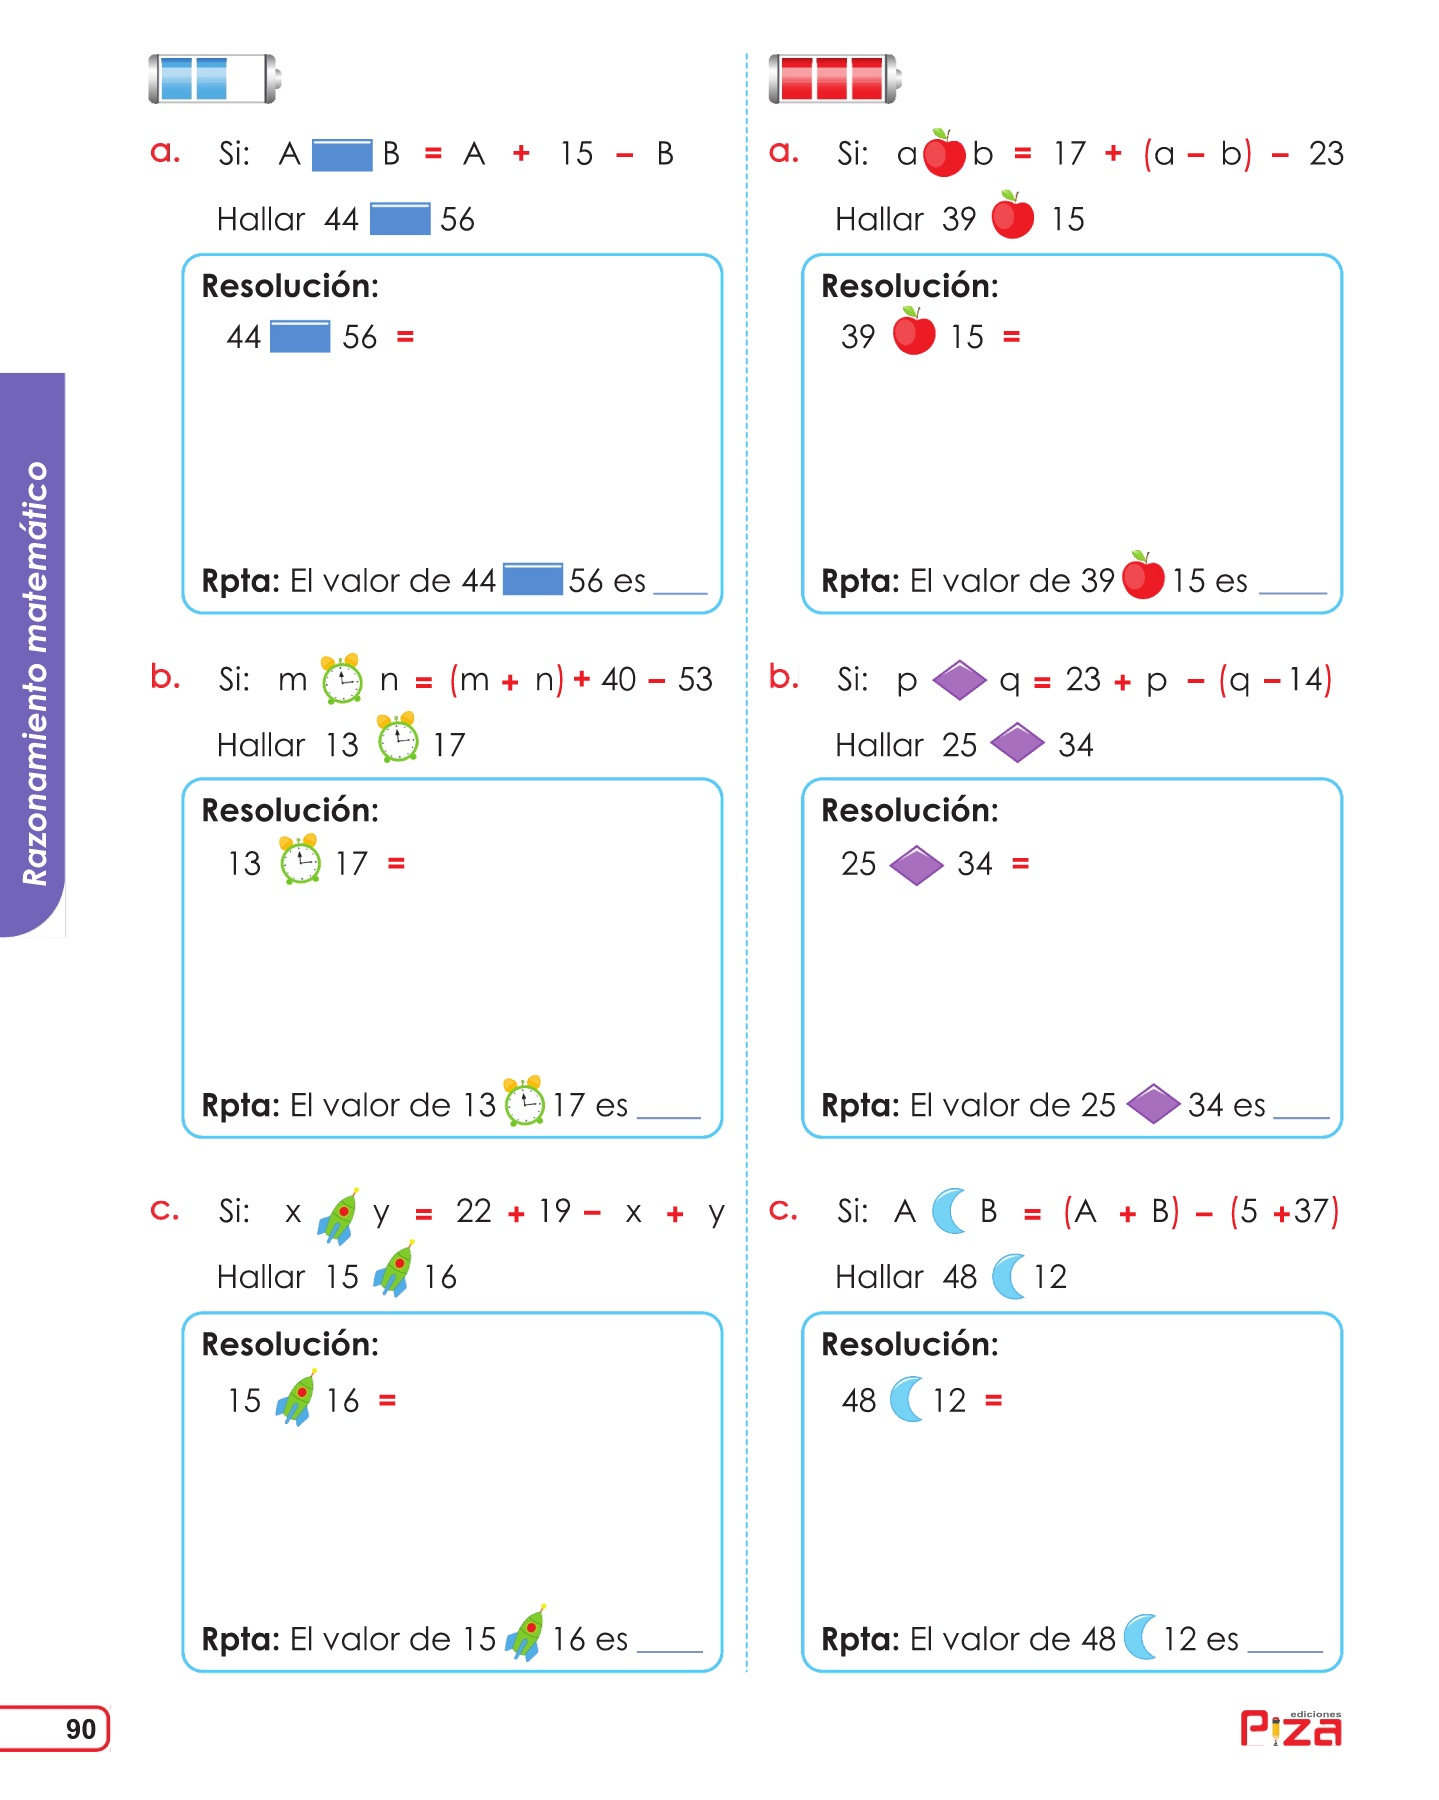 a. Si: A B = A + 15 – B
Hallar 44 56
Resolución:
44 56 =
Rpta: El valor de 44 56 es ____
b. Si: m n = (m + n) + 40 – 53
Hallar 13 17
Resolución:
13 17 =
Rpta: El valor de 13 17 es ____
c. Si: x y = 22 + 19 – x + y
Hallar 15 16
Resolución:
15 16 =
Rpta: El valor de 15 16 es ____
a. Si: a b = 17 + (a – b) – 23
Hallar 39 15
Resolución:
39 15 =
Rpta: El valor de 39 15 es ____
b. Si: p q = 23 + p – (q – 14)
Hallar 25 34
Resolución:
25 34 =
Rpta: El valor de 25 34 es ____
c. Si: A B = (A + B) – (5 + 37)
Hallar 48 12
Resolución:
48 12 =
Rpta: El valor de 48 12 es ____
Razonamiento matemático
90
ediciones
Piza